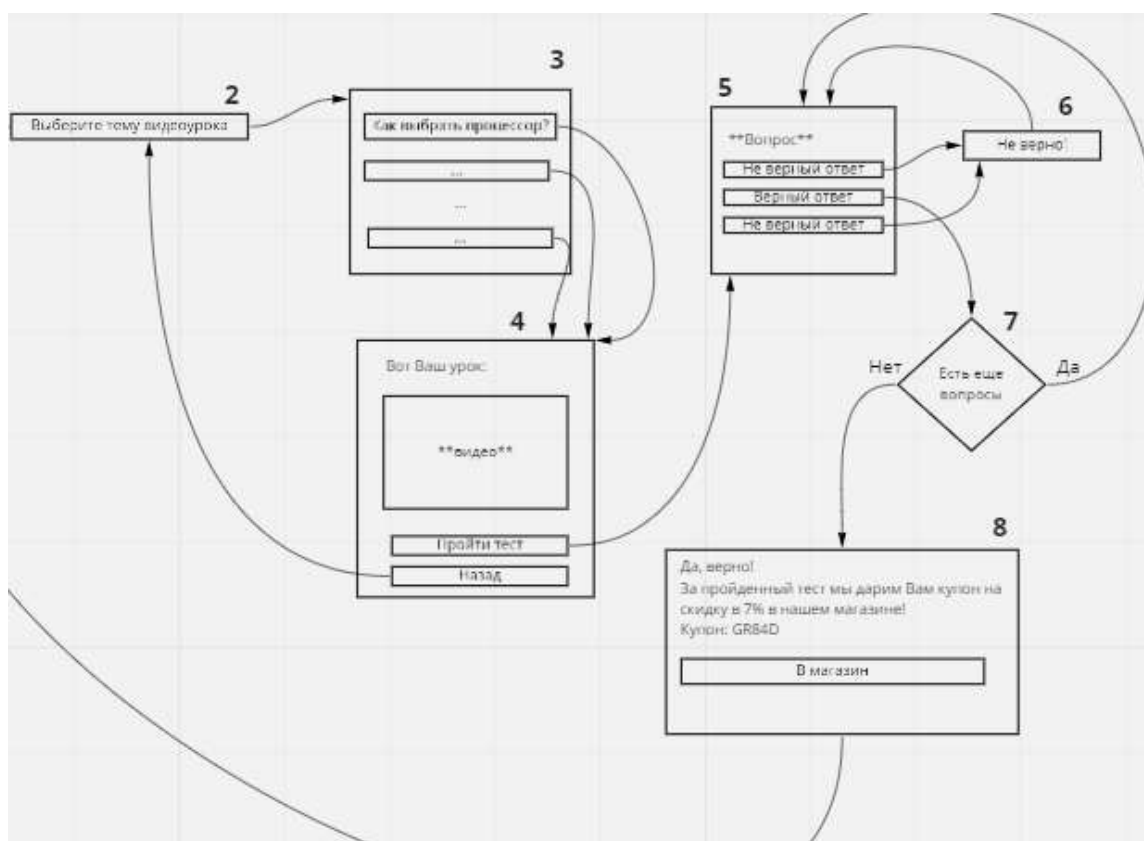 2
Выберите тему видеоурока
3
Как выбрать процессор?
...
...
...
4
Вот Ваш урок:
**видео**
Пройти тест
Назад
5
**Вопрос**
Не верный ответ
Верный ответ
Не верный ответ
6
Не верно!
7
Нет
Есть еще
вопросы
Да
8
Да, верно!
За пройденный тест мы дарим Вам купон на
скидку в 7% в нашем магазине!
Купон: GR84D
В магазин